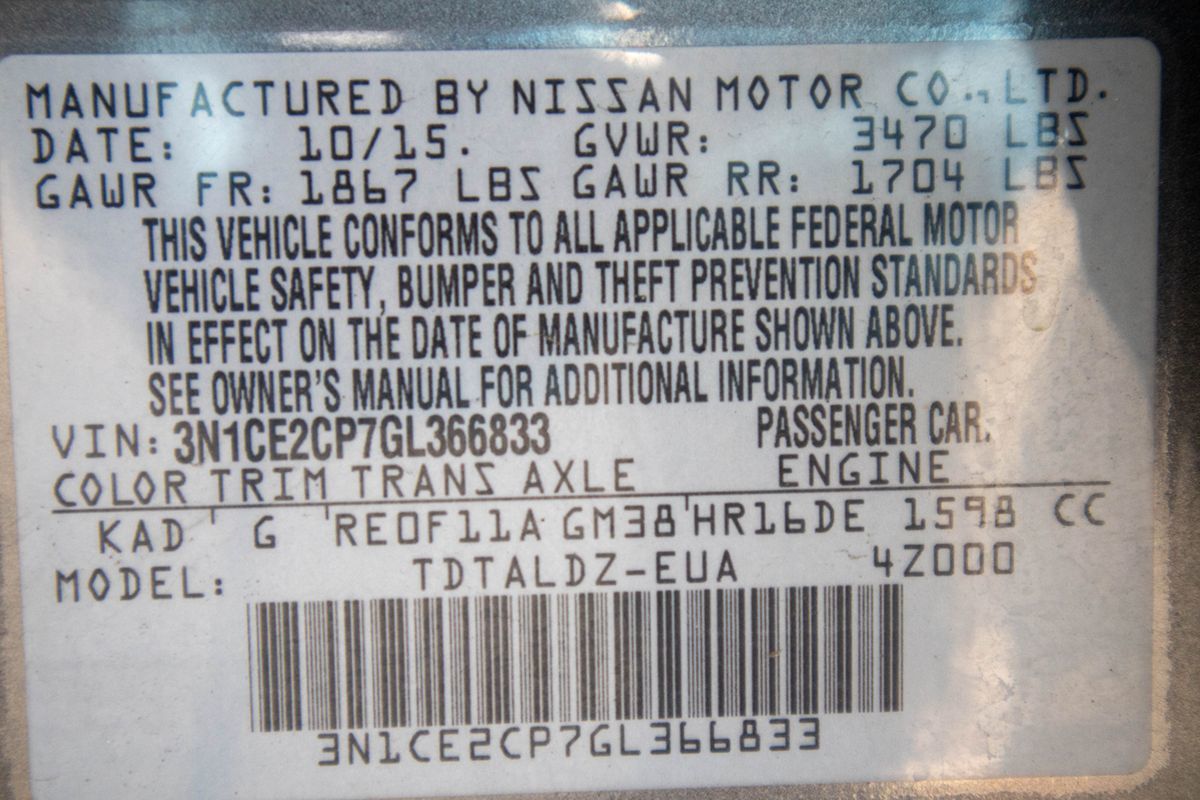 MANUFACTURED BY NISSAN MOTOR CO., LTD.
DATE: 10/15. GVWR: 3470 LBS
GAWR FR: 1867 LBS GAWR RR: 1704 LBS
THIS VEHICLE CONFORMS TO ALL APPLICABLE FEDERAL MOTOR
VEHICLE SAFETY, BUMPER AND THEFT PREVENTION STANDARDS
IN EFFECT ON THE DATE OF MANUFACTURE SHOWN ABOVE.
SEE OWNER'S MANUAL FOR ADDITIONAL INFORMATION.
VIN: 3N1CE2CP7GL366833 PASSENGER CAR.
COLOR TRIM TRANS AXLE ENGINE
KAD G RE0F11A GM38 HR16DE 1598 CC
MODEL: TDTALDZ-EUA 4Z000
3N1CE2CP7GL366833